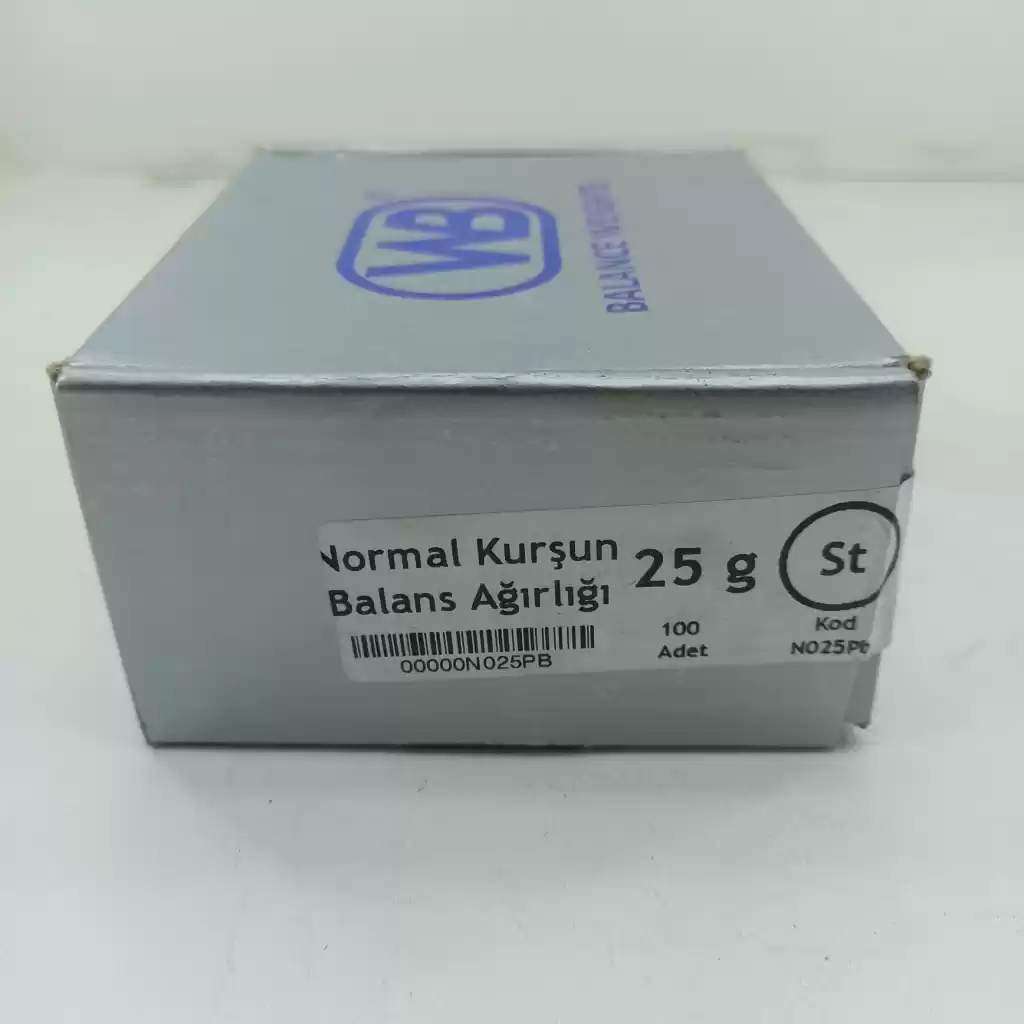 WB
BALANCE WEIGHTS
Normal Kurşun
Balans Ağırlığı
25 g
St
100
Adet
Kod
N025Pb
00000N025PB